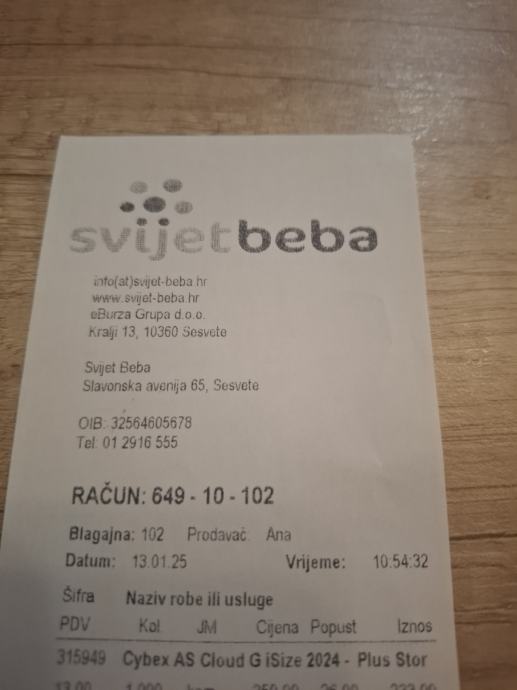 svijetbeba
info(at)svijet-beba.hr
www.svijet-beba.hr
eBurza Grupa d.o.o.
Kralji 13, 10360 Sesvete
Svijet Beba
Slavonska avenija 65, Sesvete
OIB: 32564605678
Tel: 01 2916 555
RAČUN: 649 - 10 - 102
Blagajna: 102 Prodavač: Ana
Datum: 13.01.25 Vrijeme: 10:54:32
Šifra Naziv robe ili usluge
PDV Kol. JM Cijena Popust Iznos
315949 Cybex AS Cloud G iSize 2024 - Plus Stor